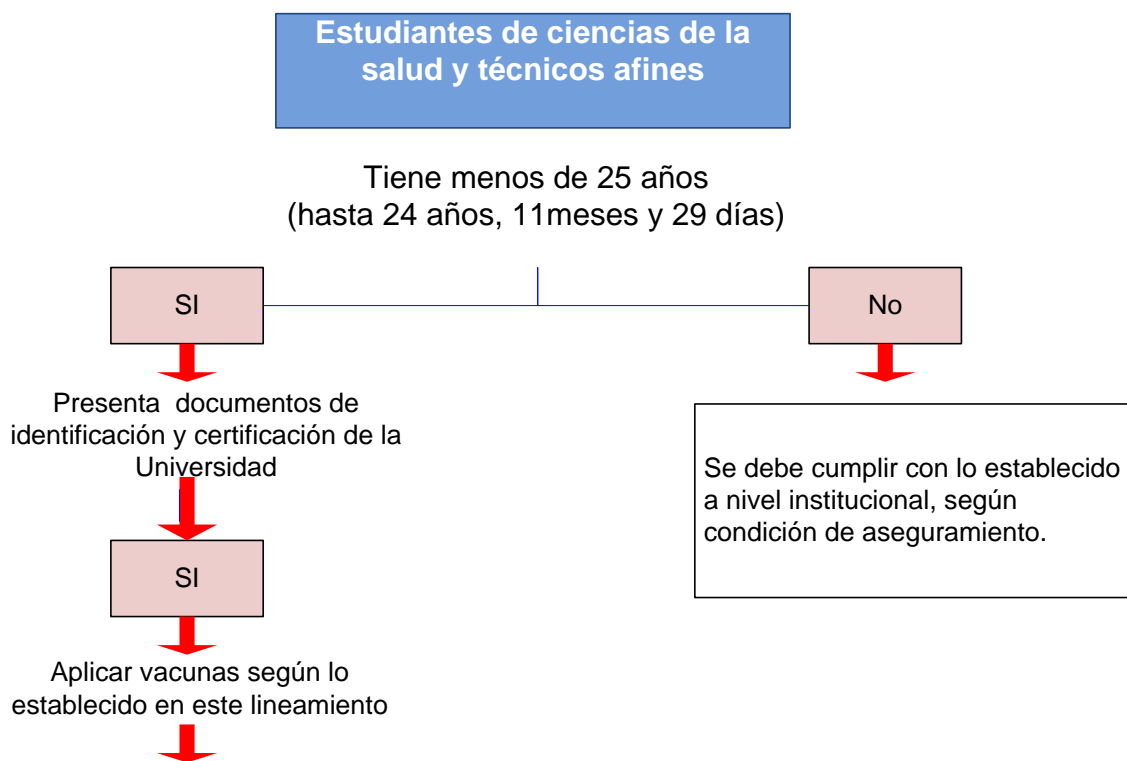 Estudiantes de ciencias de la
salud y técnicos afines
Tiene menos de 25 años
(hasta 24 años, 11meses y 29 días)
SI
No
Presenta documentos de
identificación y certificación de la
Universidad
Se debe cumplir con lo establecido
a nivel institucional, según
condición de aseguramiento.
SI
Aplicar vacunas según lo
establecido en este lineamiento